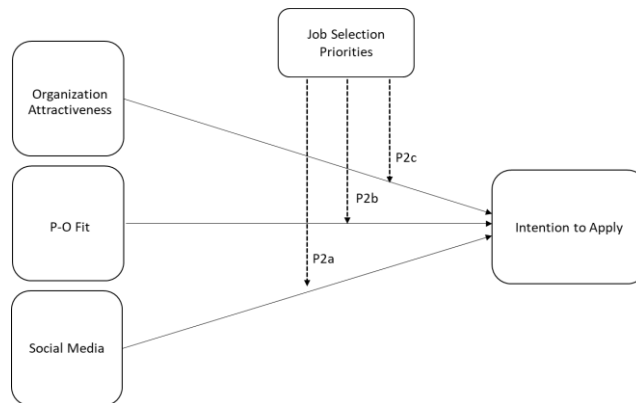 Job Selection
Priorities
Organization
Attractiveness
P2c
P-O Fit
P2b
Intention to Apply
P2a
Social Media